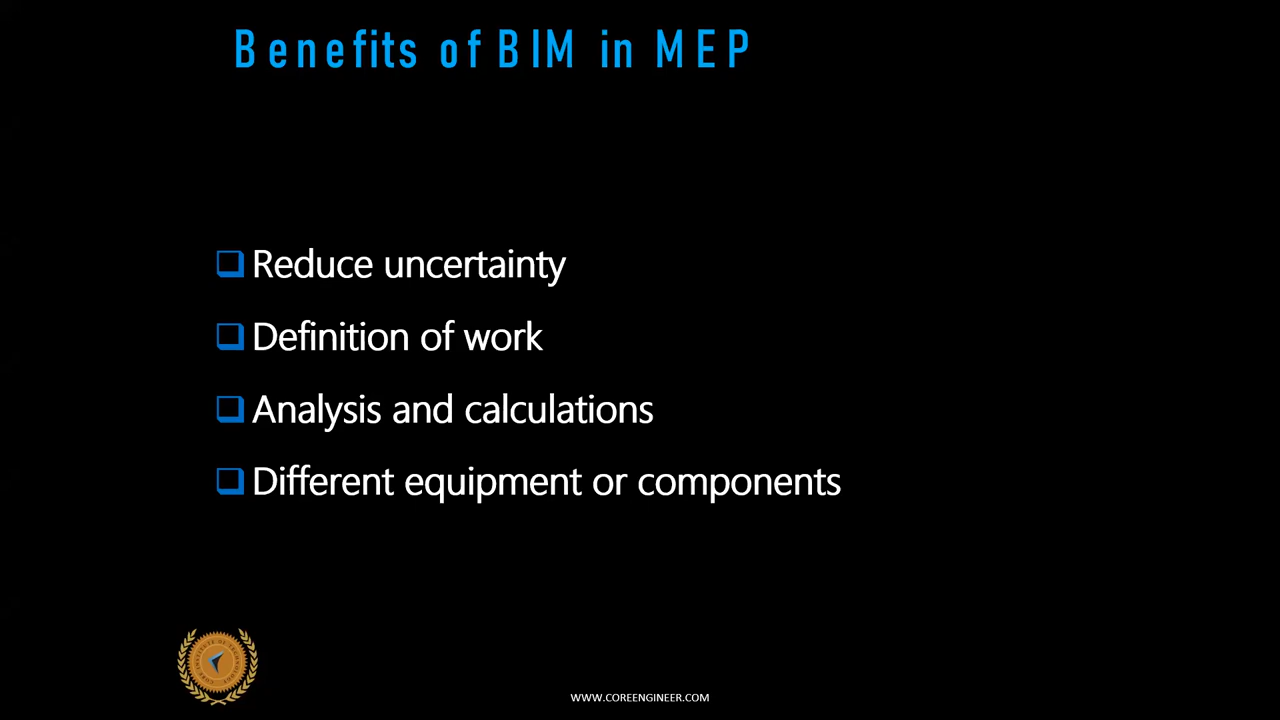 Benefits of BIM in MEP
Reduce uncertainty
Definition of work
Analysis and calculations
Different equipment or components
WWW.COREENGINEER.COM